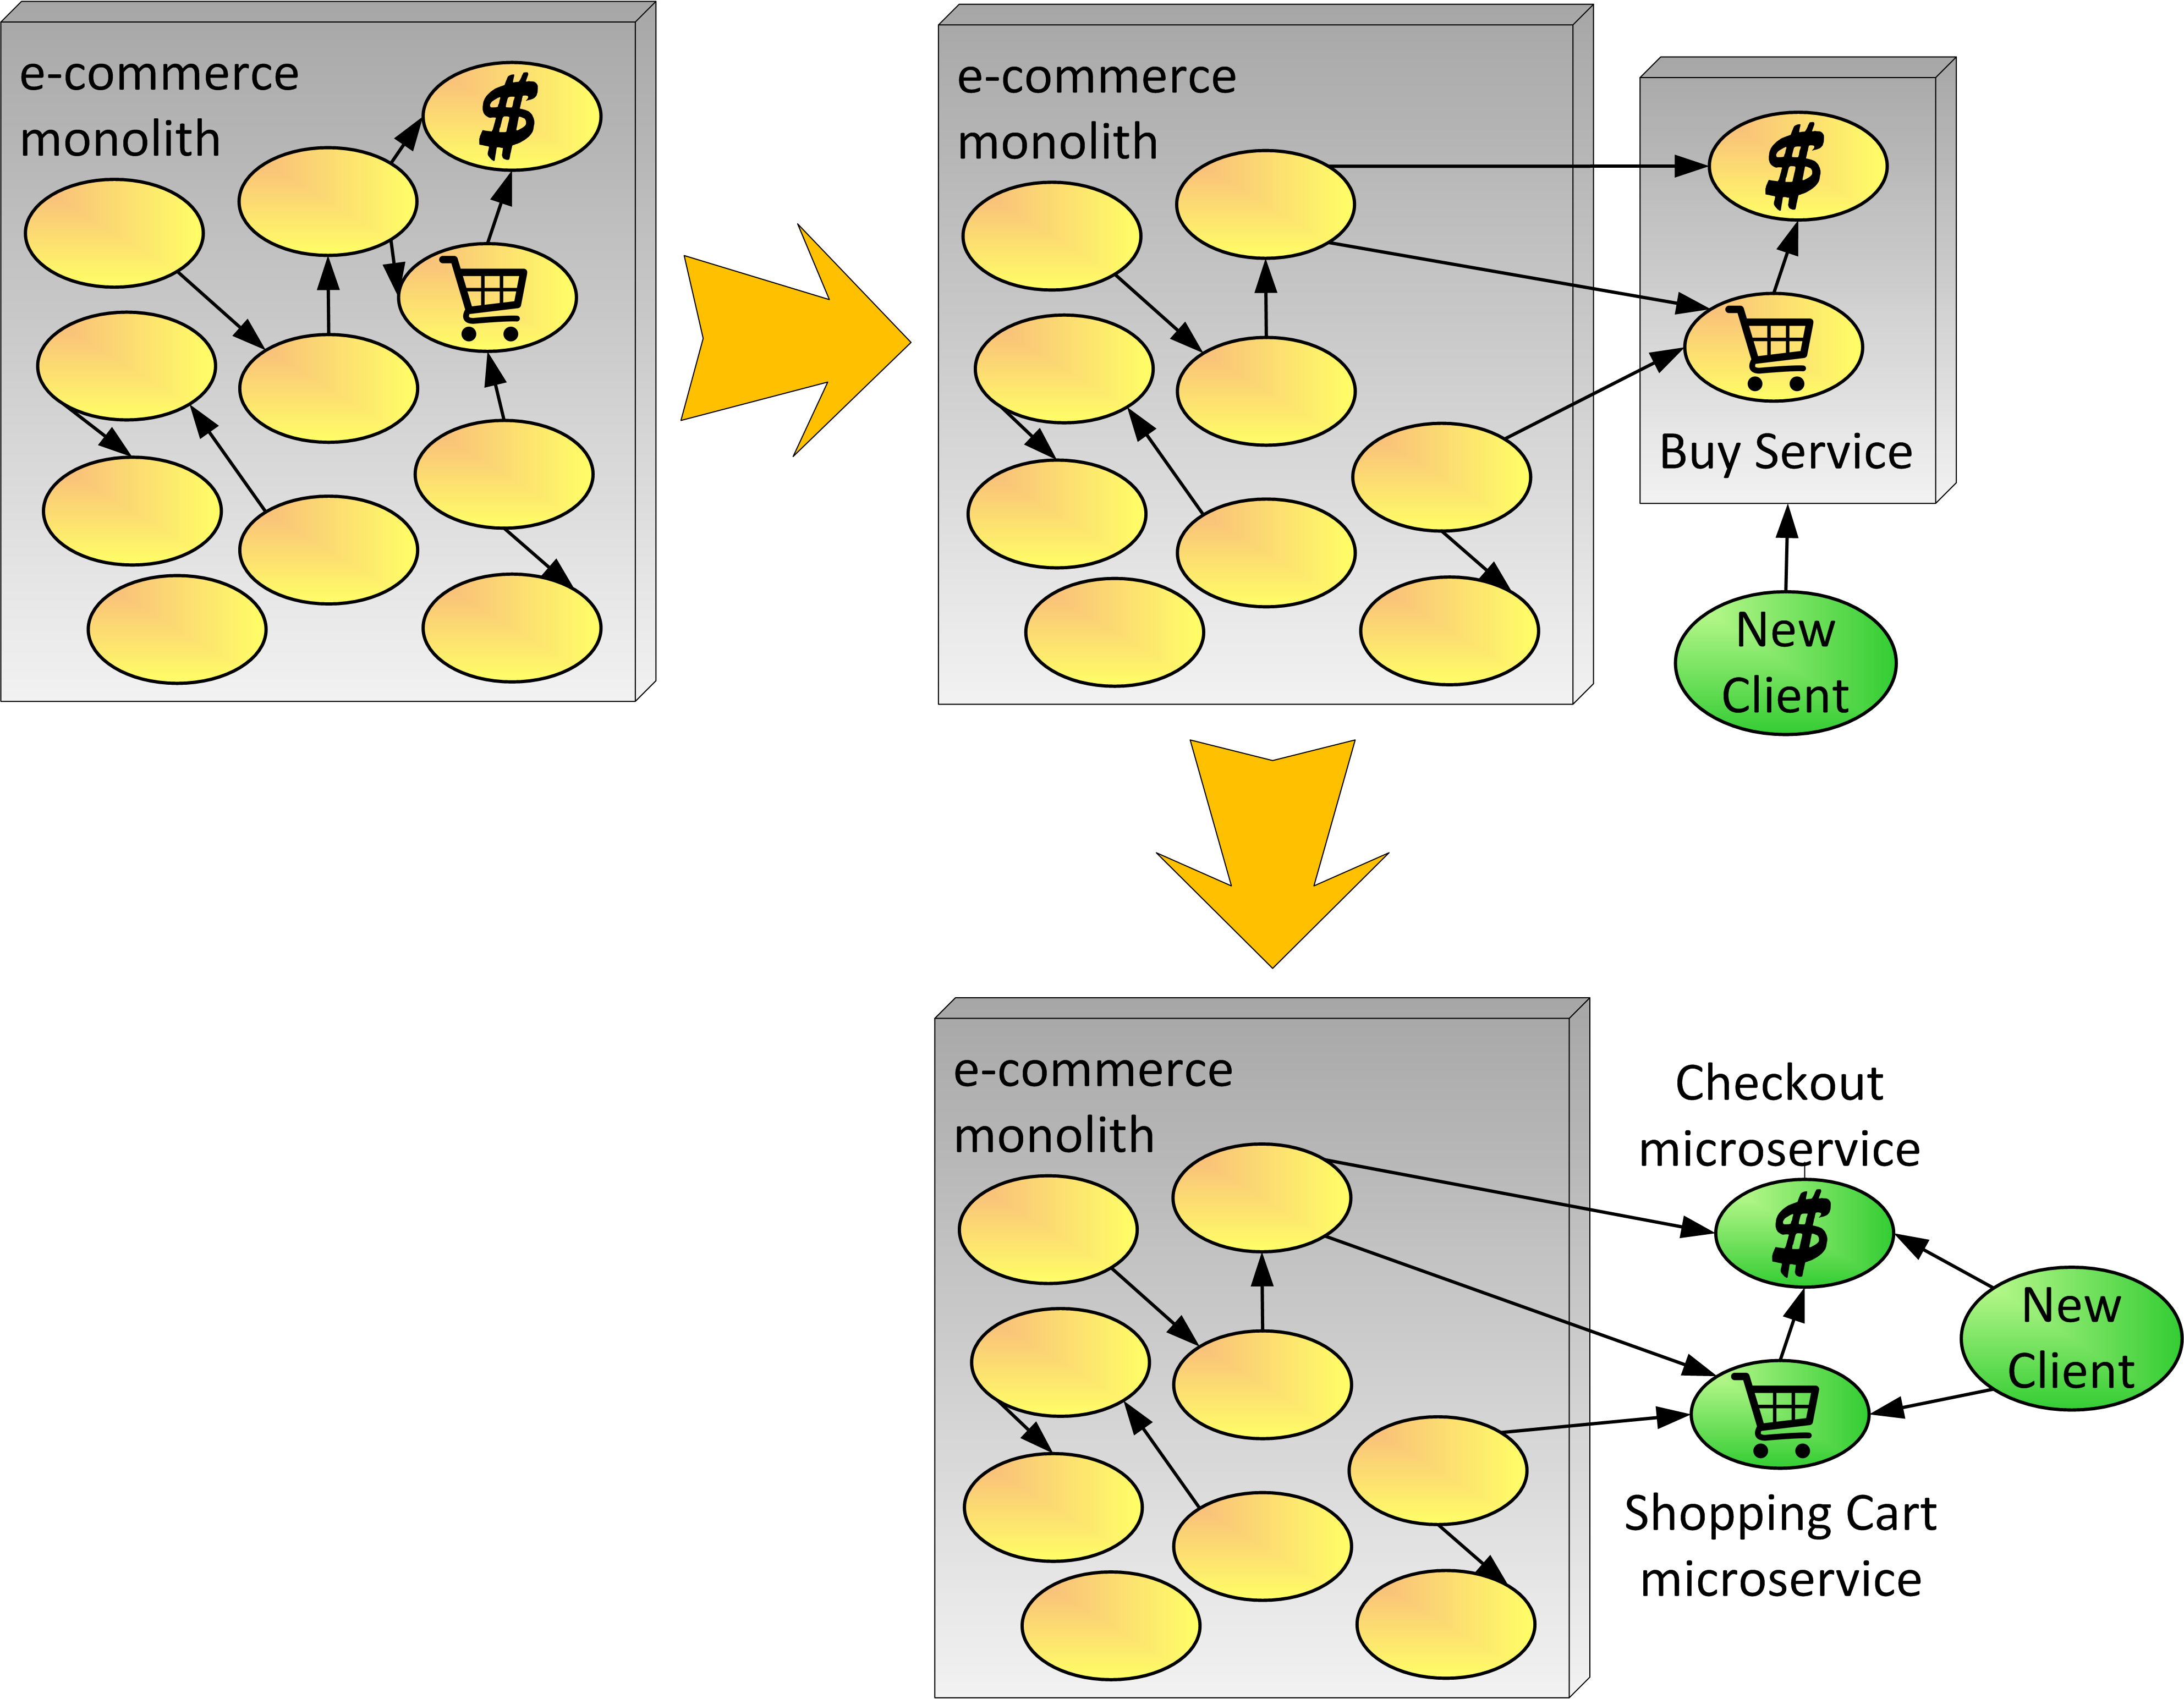 e-commerce
monolith
$
e-commerce
monolith
$
Buy Service
New
Client
e-commerce
monolith
Checkout
microservice
$
New
Client
Shopping Cart
microservice